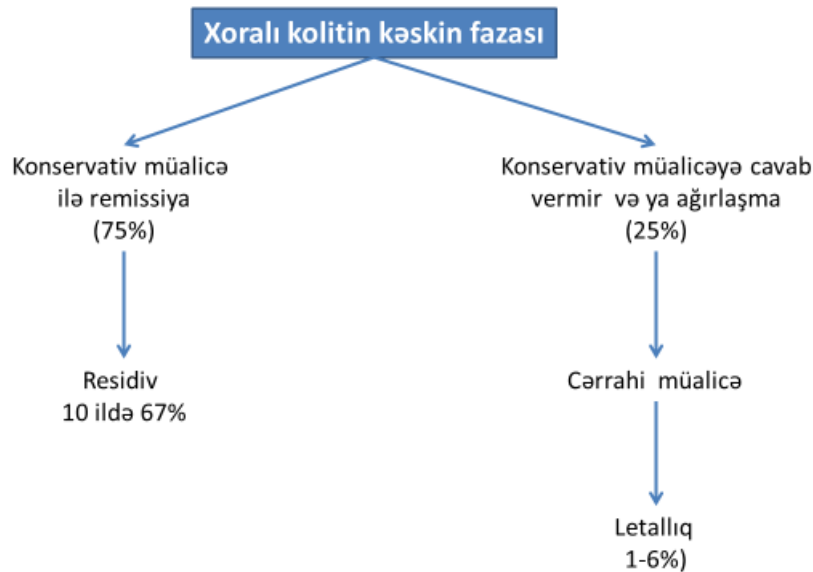 Xoralı kolitin kəskin fazası
Konservativ müalicə
ilə remissiya
(75%)
Konservativ müalicəyə cavab
vermir və ya ağırlaşma
(25%)
Residiv
10 ildə 67%
Cərrahi müalicə
Letallıq
1-6%)